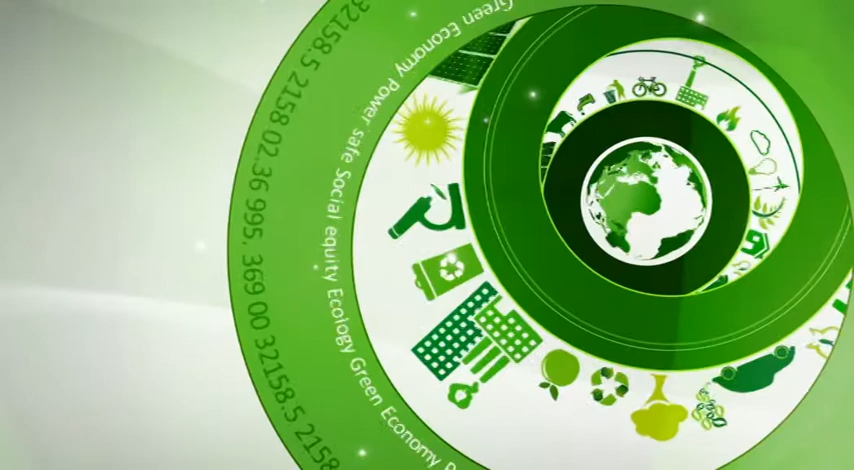 32158.5 2158 02.36 995. 369 00 32158.5 2158
Green Economy Power safe Social equity Ecology Green Economy P